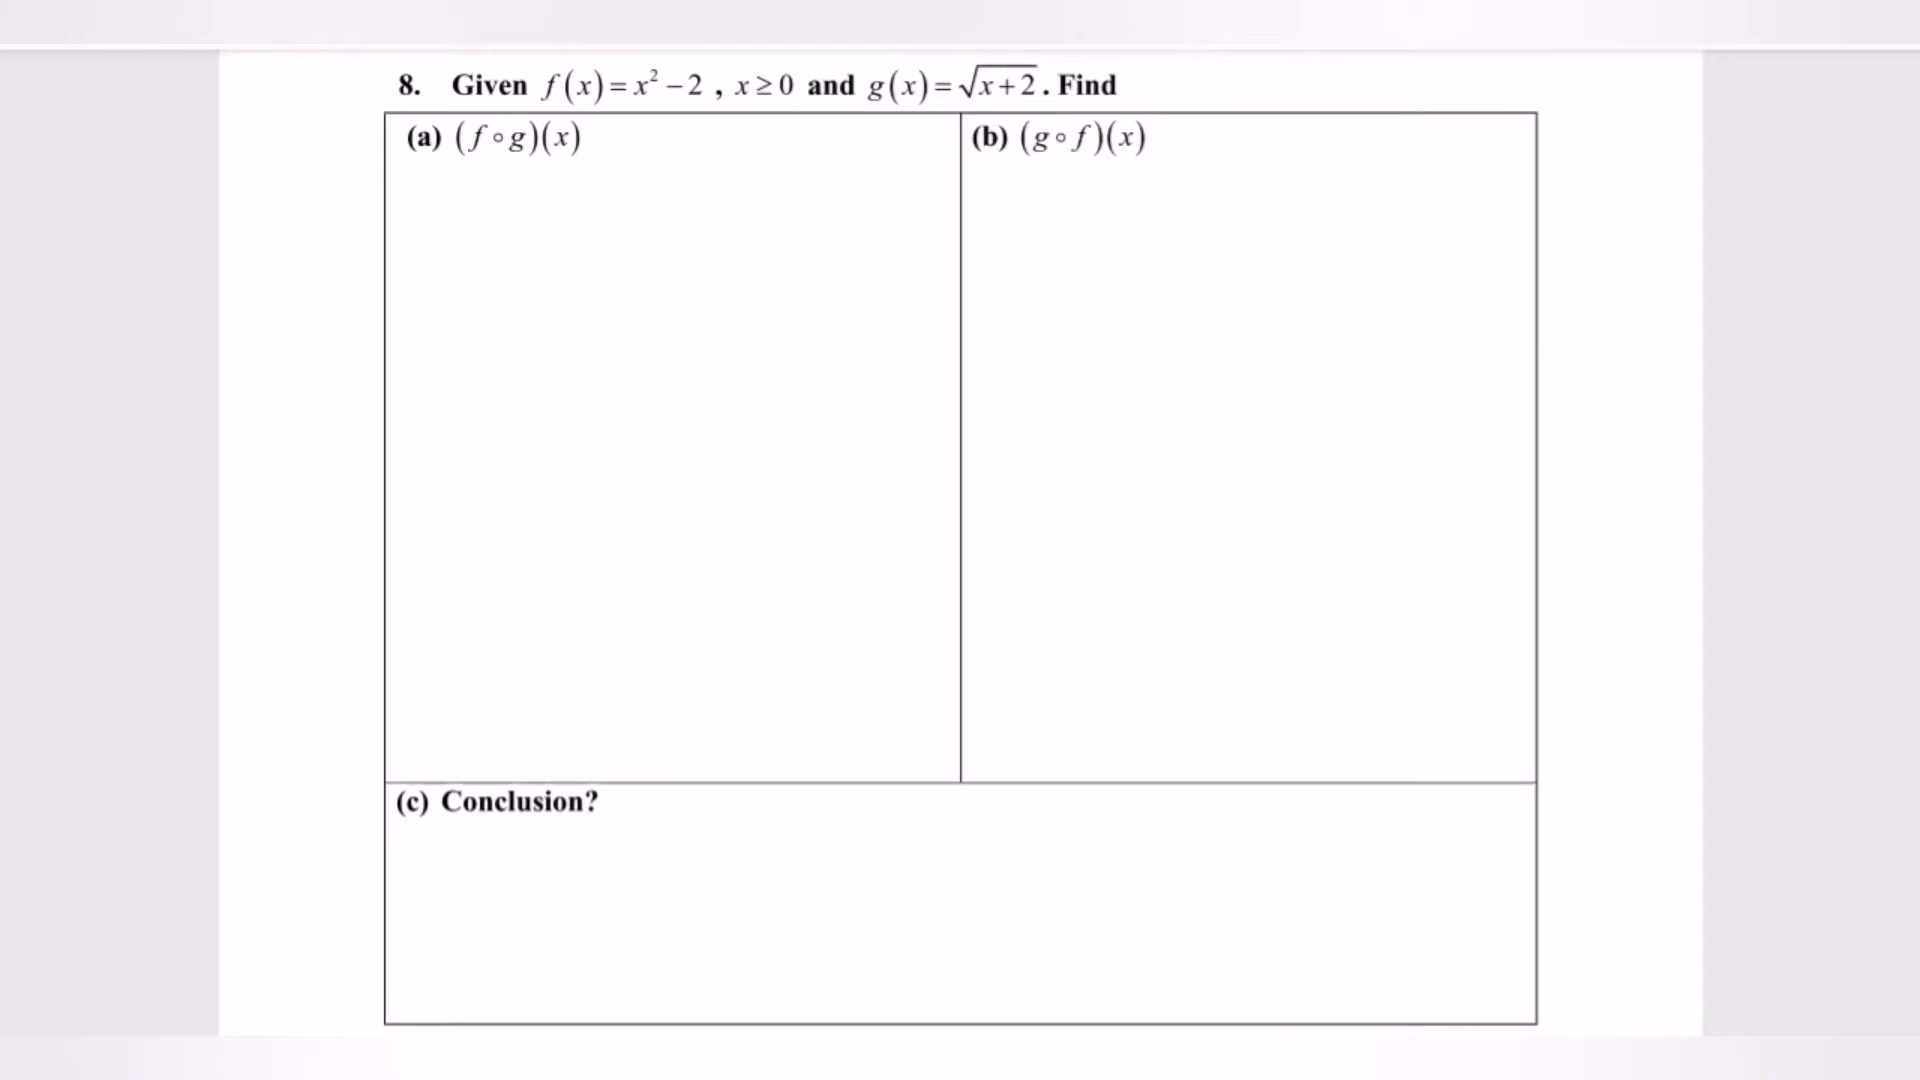 8. Given f(x) = x² − 2 , x ≥ 0 and g(x) = √(x+2) . Find
(a) (f∘g)(x)
(b) (g∘f)(x)
(c) Conclusion?